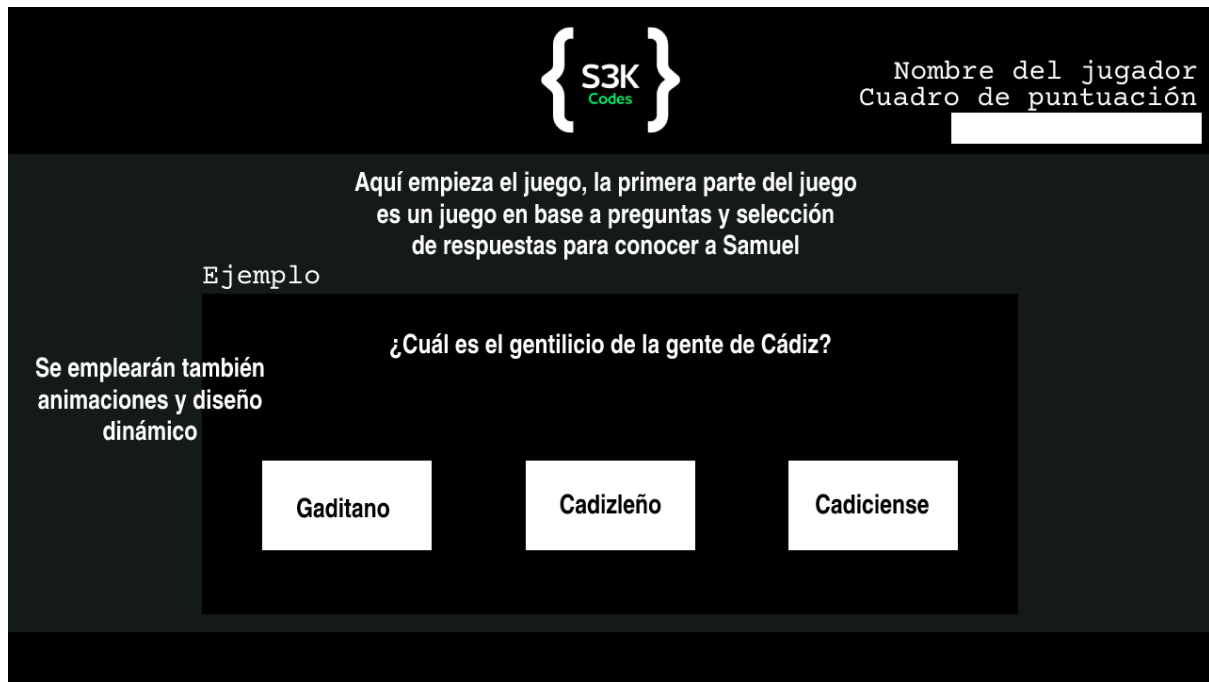 S3K
Codes
Nombre del jugador
Cuadro de puntuación
Aquí empieza el juego, la primera parte del juego
es un juego en base a preguntas y selección
de respuestas para conocer a Samuel
Ejemplo
¿Cuál es el gentilicio de la gente de Cádiz?
Se emplearán también
animaciones y diseño
dinámico
Gaditano
Cadizleño
Cadiciense